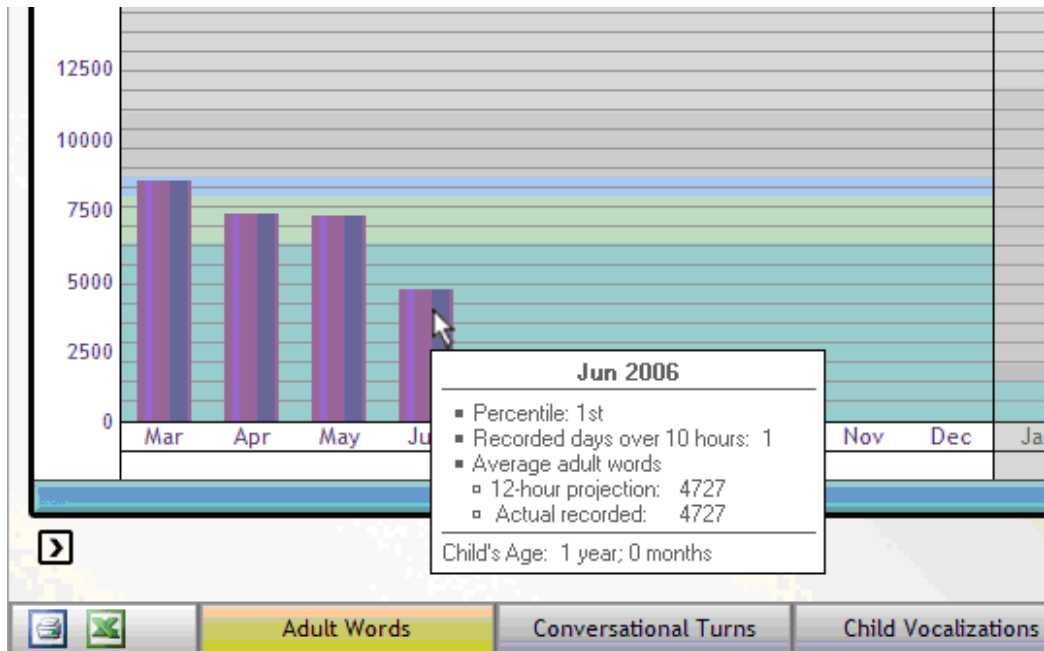 12500
10000
7500
5000
2500
0
Mar Apr May Ju Nov Dec Ja
Jun 2006
Percentile: 1st
Recorded days over 10 hours: 1
Average adult words
12-hour projection: 4727
Actual recorded: 4727
Child's Age: 1 year; 0 months
Adult Words Conversational Turns Child Vocalizations